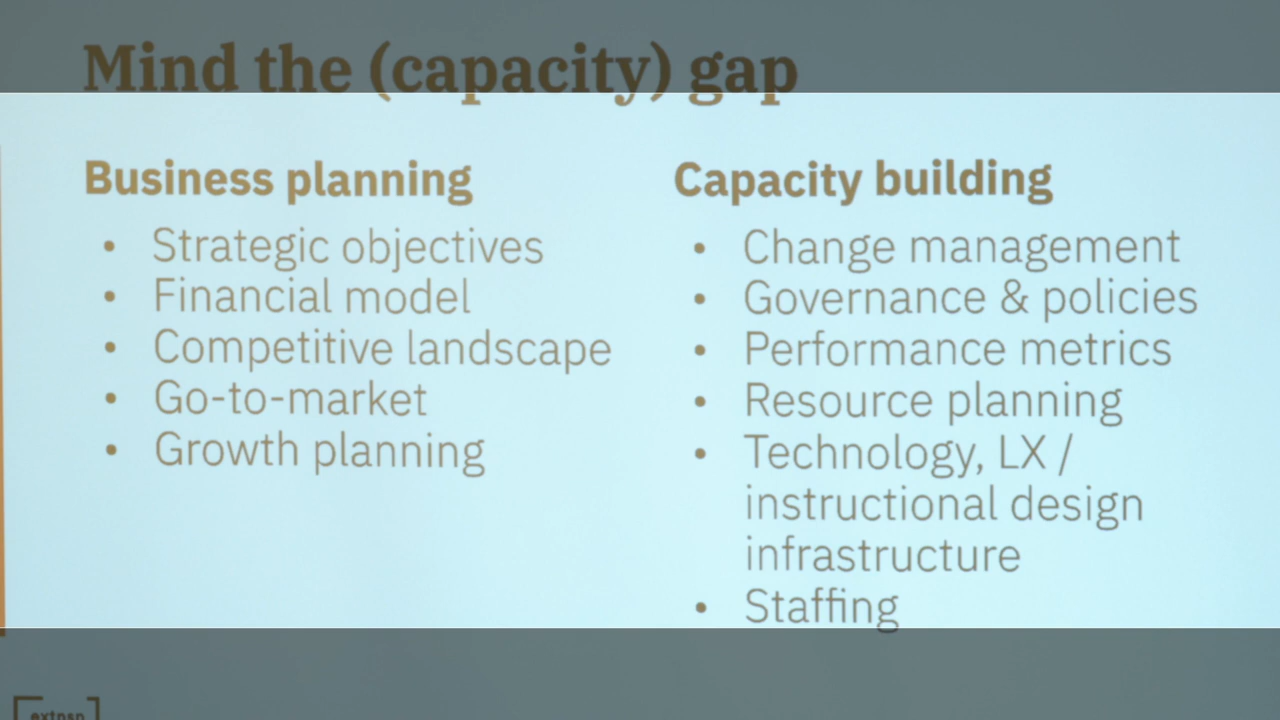 Mind the (capacity) gap
Business planning
• Strategic objectives
• Financial model
• Competitive landscape
• Go-to-market
• Growth planning
Capacity building
• Change management
• Governance & policies
• Performance metrics
• Resource planning
• Technology, LX /
instructional design
infrastructure
• Staffing